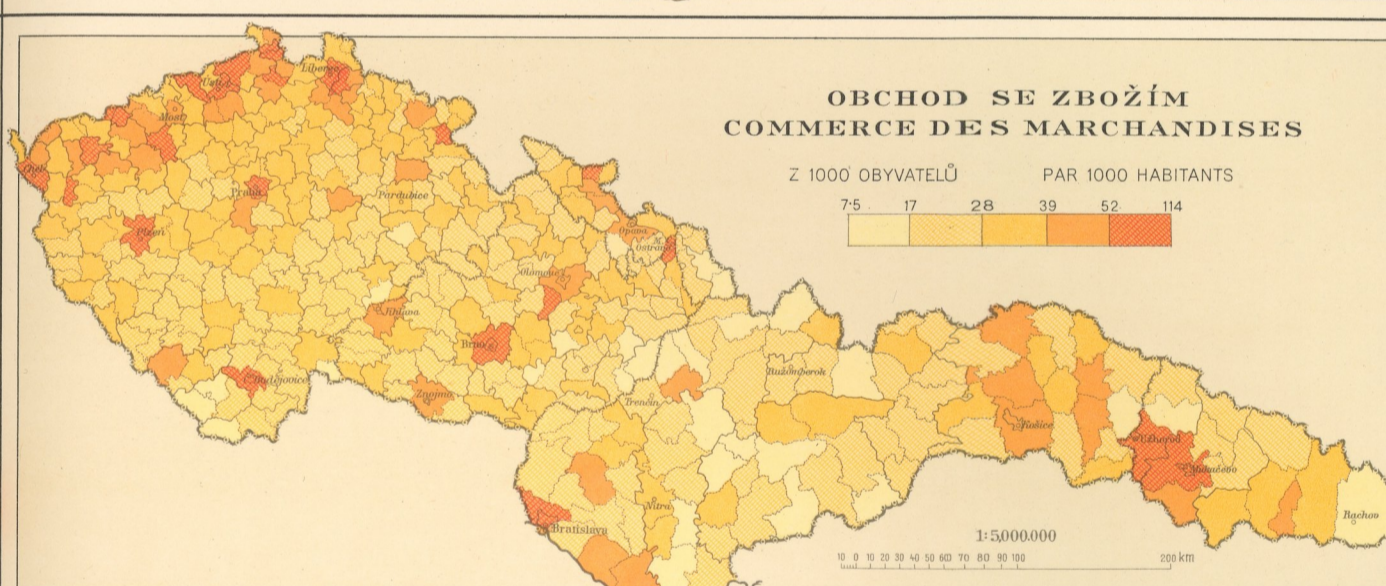 OBCHOD SE ZBOŽÍM
COMMERCE DES MARCHANDISES
Z 1000 OBYVATELŮ PAR 1000 HABITANTS
7·5 17 28 39 52 114
Liberec
Ústí
Most
Cheb
Praha
Pardubice
Plzeň
Opava
M. Ostrava
Olomouc
Jihlava
Brno
Č. Budějovice
Znojmo
Ružomberok
Trenčín
Košice
Užhorod
Mukačevo
Nitra
Bratislava
Rachov
1:5,000.000
10 0 10 20 30 40 50 60 70 80 90 100 200 km